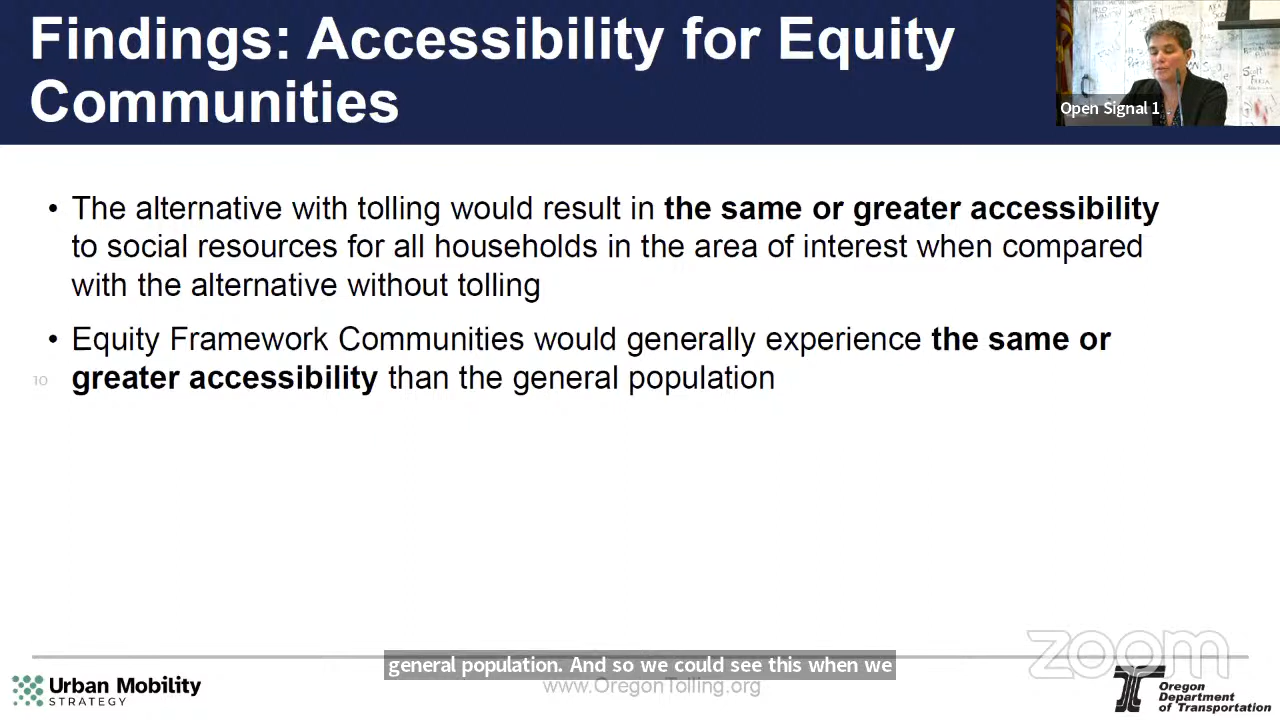 Findings: Accessibility for Equity
Communities
Open Signal 1
• The alternative with tolling would result in the same or greater accessibility
to social resources for all households in the area of interest when compared
with the alternative without tolling
• Equity Framework Communities would generally experience the same or
greater accessibility than the general population
10
general population. And so we could see this when we
www.OregonTolling.org
zoom
Urban Mobility
STRATEGY
Oregon
Department
of Transportation